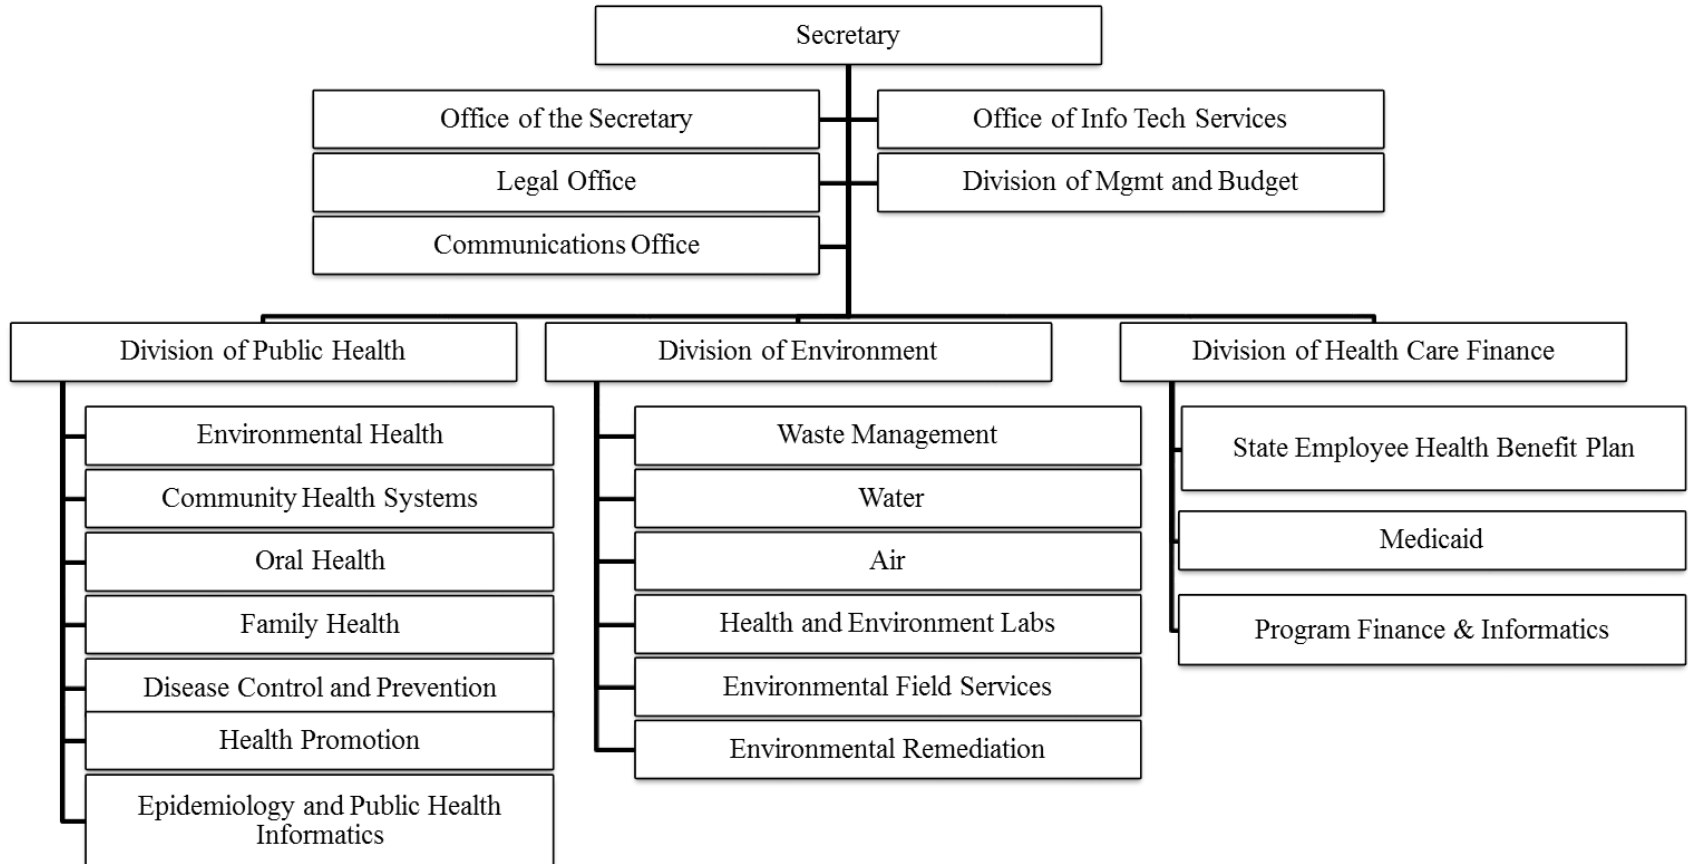 Secretary
Office of the Secretary
Office of Info Tech Services
Legal Office
Division of Mgmt and Budget
Communications Office
Division of Public Health
Division of Environment
Division of Health Care Finance
Environmental Health
Community Health Systems
Oral Health
Family Health
Disease Control and Prevention
Health Promotion
Epidemiology and Public Health
Informatics
Waste Management
Water
Air
Health and Environment Labs
Environmental Field Services
Environmental Remediation
State Employee Health Benefit Plan
Medicaid
Program Finance & Informatics